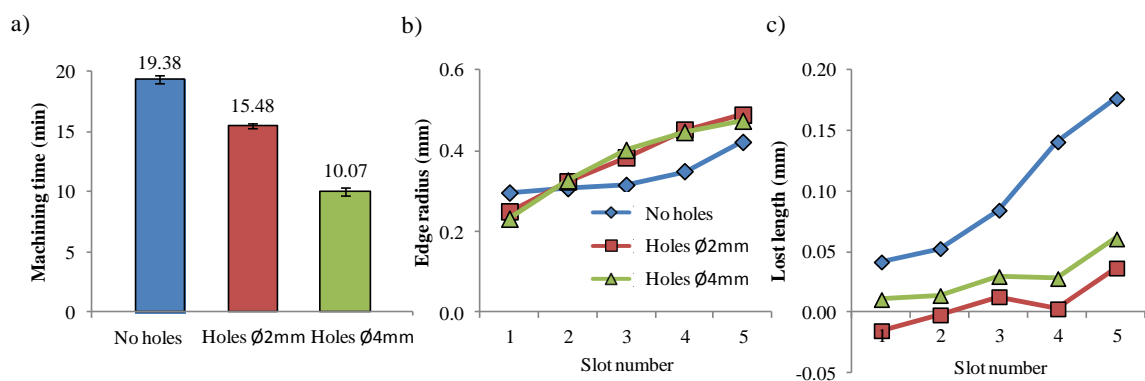 a)
19.38
15.48
10.07
20
15
10
5
0
Machining time (min)
No holes
Holes Ø2mm
Holes Ø4mm
b)
0.6
0.4
0.2
0.0
Edge radius (mm)
No holes
Holes Ø2mm
Holes Ø4mm
1 2 3 4 5
Slot number
c)
0.20
0.15
0.10
0.05
0.00
-0.05
Lost length (mm)
1 2 3 4 5
Slot number